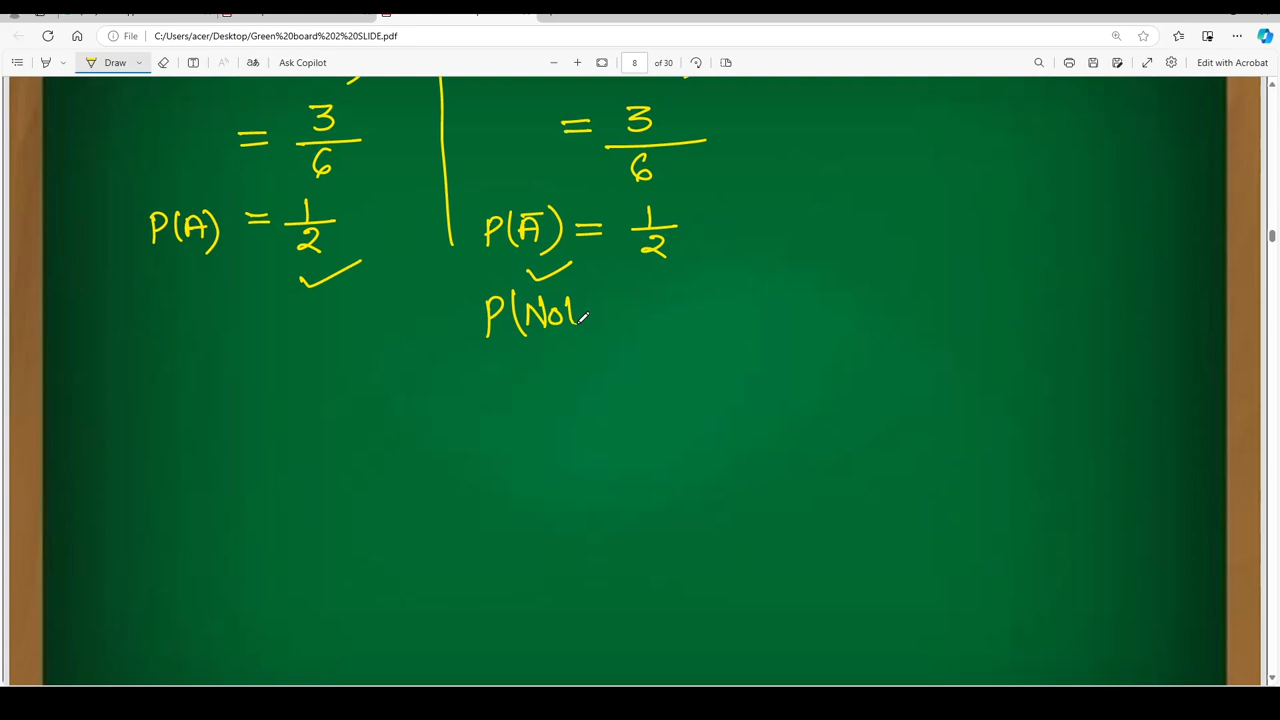 File C:/Users/acer/Desktop/Green%20board%202%20SLIDE.pdf
Draw Ask Copilot 8 of 30 Edit with Acrobat
= 3/6 = 3/6
P(A) = 1/2 P(Ā) = 1/2
P(Not